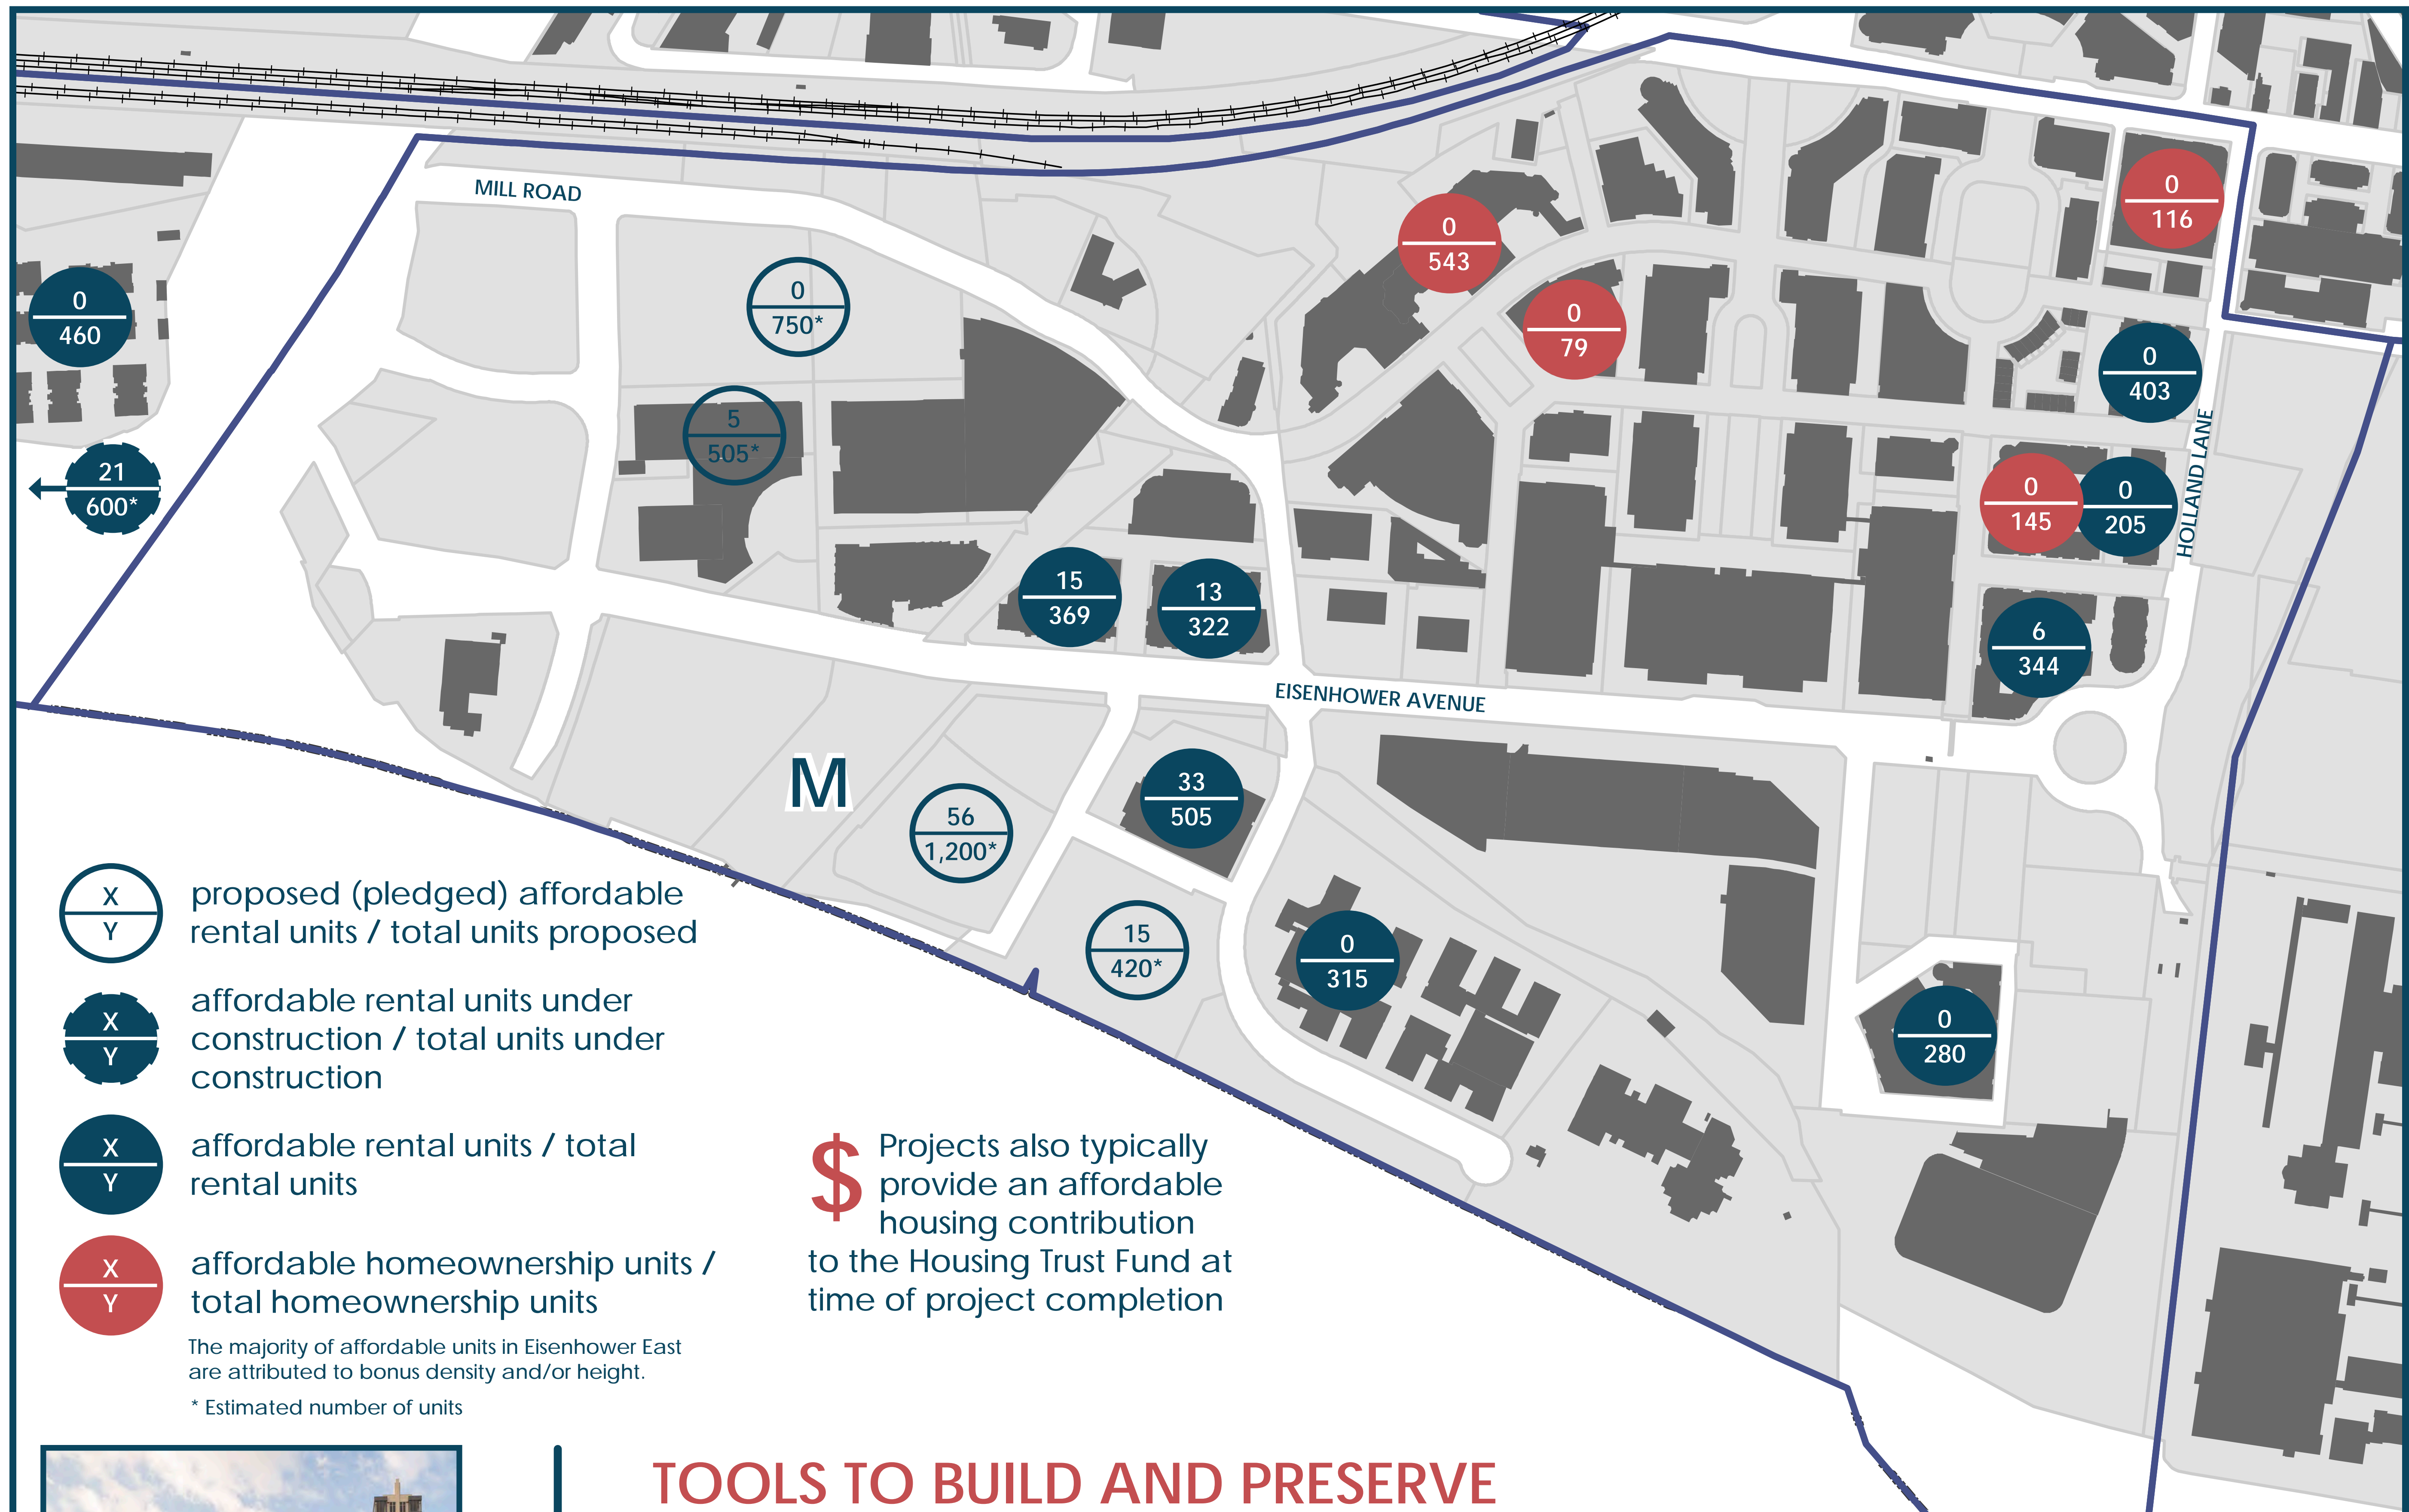 MILL ROAD
0
116
0
543
0
750*
0
460
0
79
0
403
5
505*
21
600*
HOLLAND LANE
0
145
0
205
15
369
13
322
6
344
EISENHOWER AVENUE
M
33
505
56
1,200*
15
420*
0
315
0
280
X
Y
proposed (pledged) affordable
rental units / total units proposed
X
Y
affordable rental units under
construction / total units under
construction
X
Y
affordable rental units / total
rental units
X
Y
affordable homeownership units /
total homeownership units
The majority of affordable units in Eisenhower East
are attributed to bonus density and/or height.
* Estimated number of units
$
Projects also typically
provide an affordable
housing contribution
to the Housing Trust Fund at
time of project completion
TOOLS TO BUILD AND PRESERVE